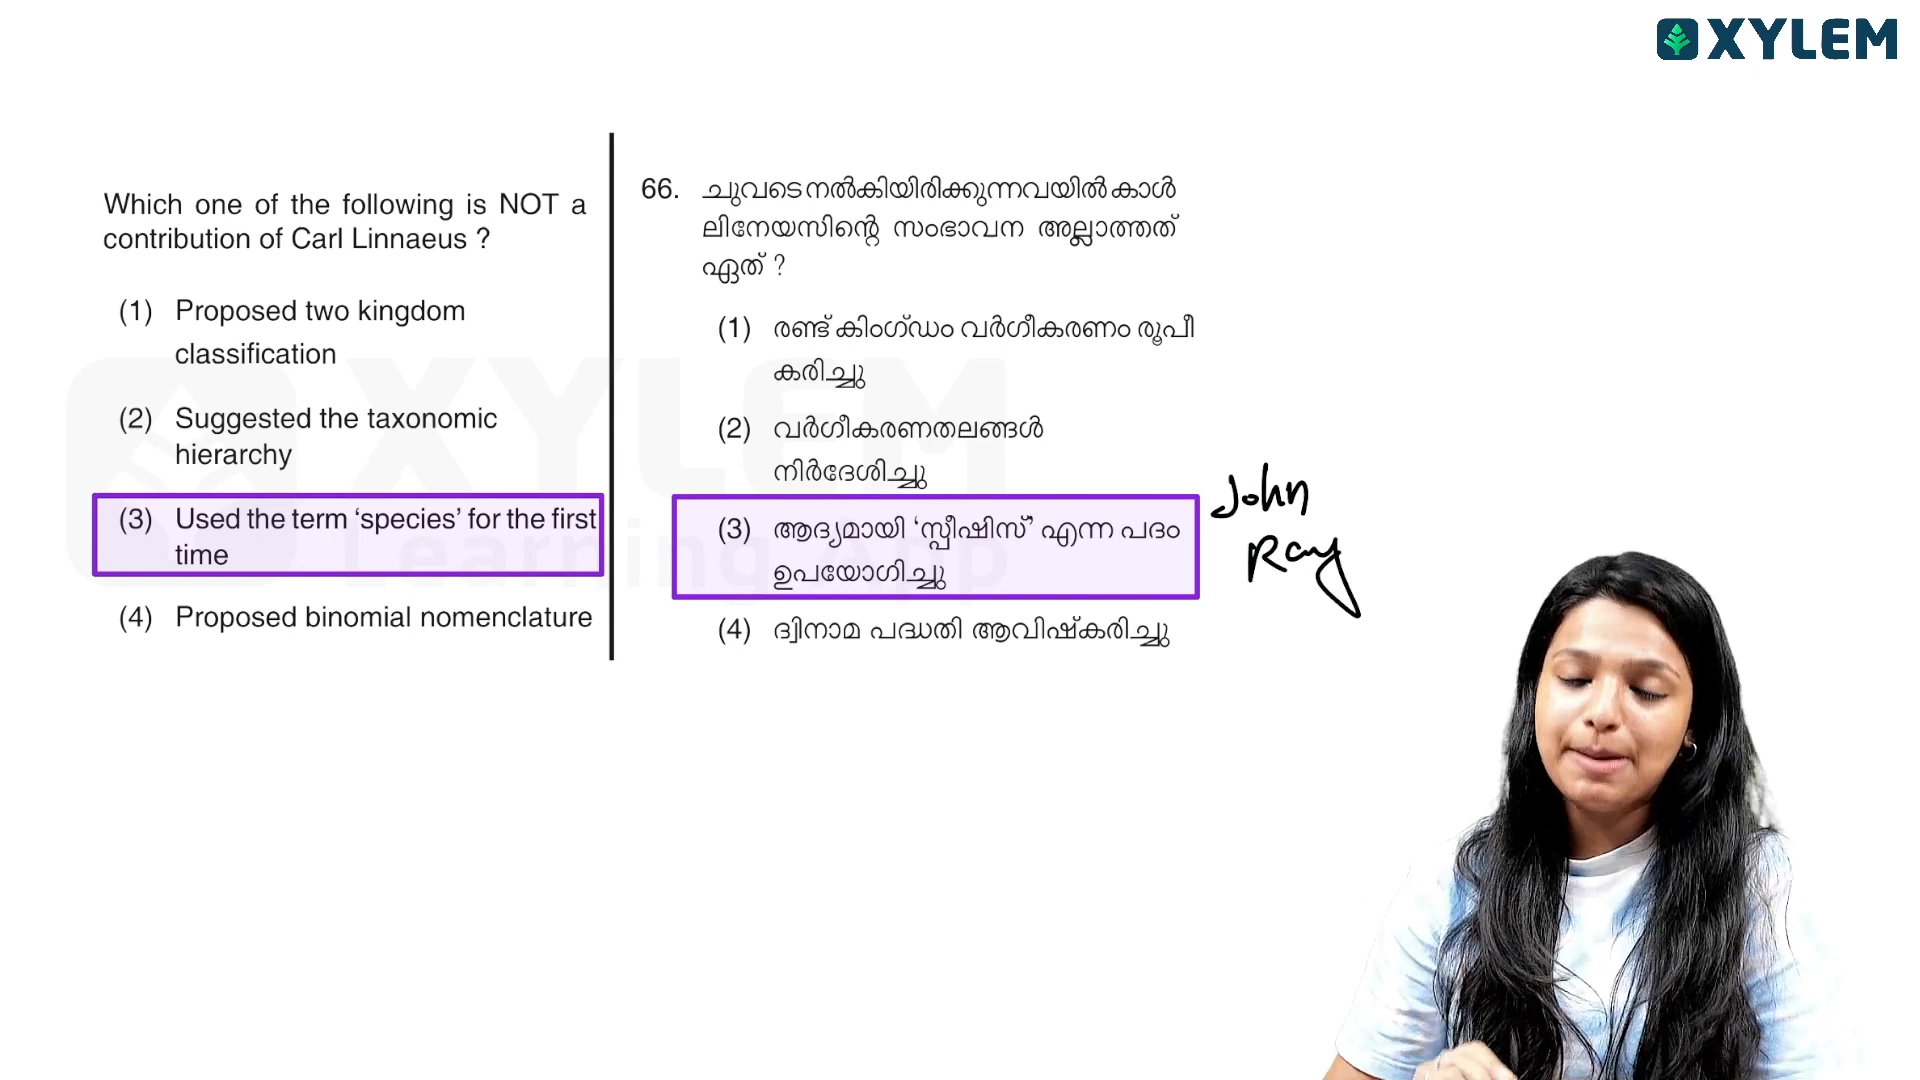 XYLEM
Which one of the following is NOT a
contribution of Carl Linnaeus ?
(1) Proposed two kingdom
classification
(2) Suggested the taxonomic
hierarchy
(3) Used the term ‘species’ for the first
time
(4) Proposed binomial nomenclature
66. ചുവടെ നൽകിയിരിക്കുന്നവയിൽ കാൾ
ലിനേയസിന്റെ സംഭാവന അല്ലാത്തത്
ഏത് ?
(1) രണ്ട് കിംഗ്ഡം വർഗീകരണം രൂപീ
കരിച്ചു
(2) വർഗീകരണതലങ്ങൾ
നിർദേശിച്ചു
(3) ആദ്യമായി ‘സ്പീഷിസ്’ എന്ന പദം
ഉപയോഗിച്ചു
(4) ദ്വിനാമ പദ്ധതി ആവിഷ്കരിച്ചു
John
Ray
XYLEM
Learning App